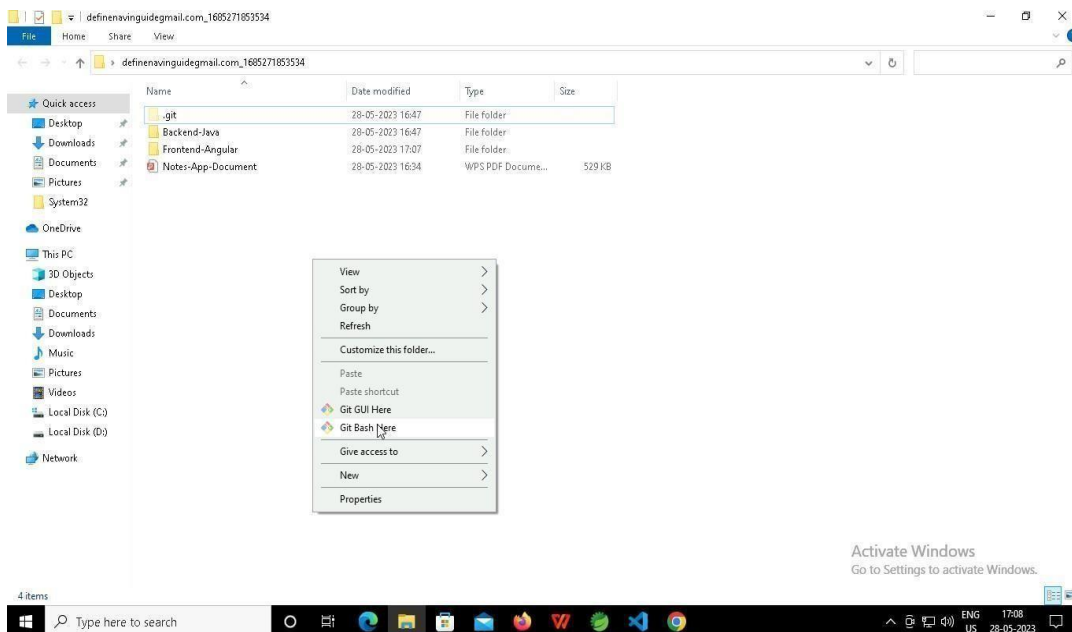 definenavinguidegmail.com_1685271853534
File Home Share View
definenavinguidegmail.com_1685271853534
Name Date modified Type Size
Quick access
Desktop
Downloads
Documents
Pictures
System32
OneDrive
This PC
3D Objects
Desktop
Documents
Downloads
Music
Pictures
Videos
Local Disk (C:)
Local Disk (D:)
Network
.git 28-05-2023 16:47 File folder
Backend-Java 28-05-2023 16:47 File folder
Frontend-Angular 28-05-2023 17:07 File folder
Notes-App-Document 28-05-2023 16:34 WPS PDF Docume... 529 KB
View
Sort by
Group by
Refresh
Customize this folder...
Paste
Paste shortcut
Git GUI Here
Git Bash Here
Give access to
New
Properties
Activate Windows
Go to Settings to activate Windows.
4 items
Type here to search
ENG
US
17:08
28-05-2023